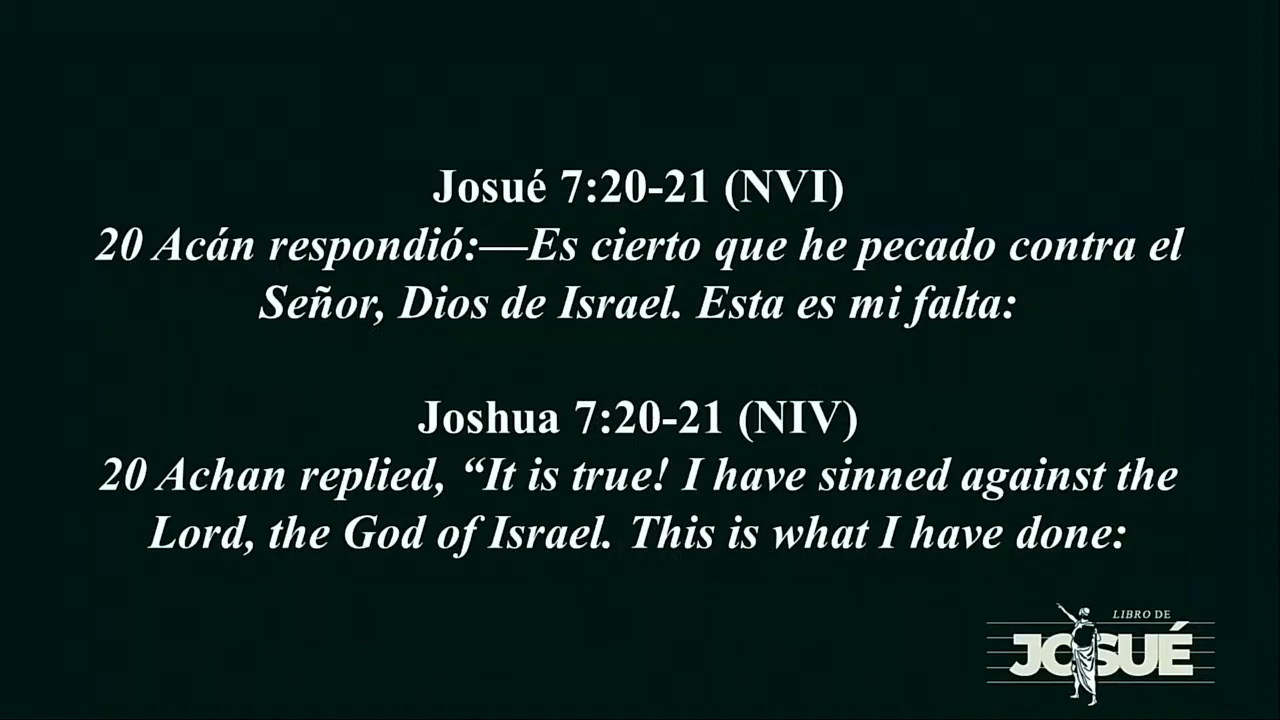 Josué 7:20-21 (NVI)
20 Acán respondió:—Es cierto que he pecado contra el
Señor, Dios de Israel. Esta es mi falta:
Joshua 7:20-21 (NIV)
20 Achan replied, “It is true! I have sinned against the
Lord, the God of Israel. This is what I have done:
LIBRO DE
JOSUÉ